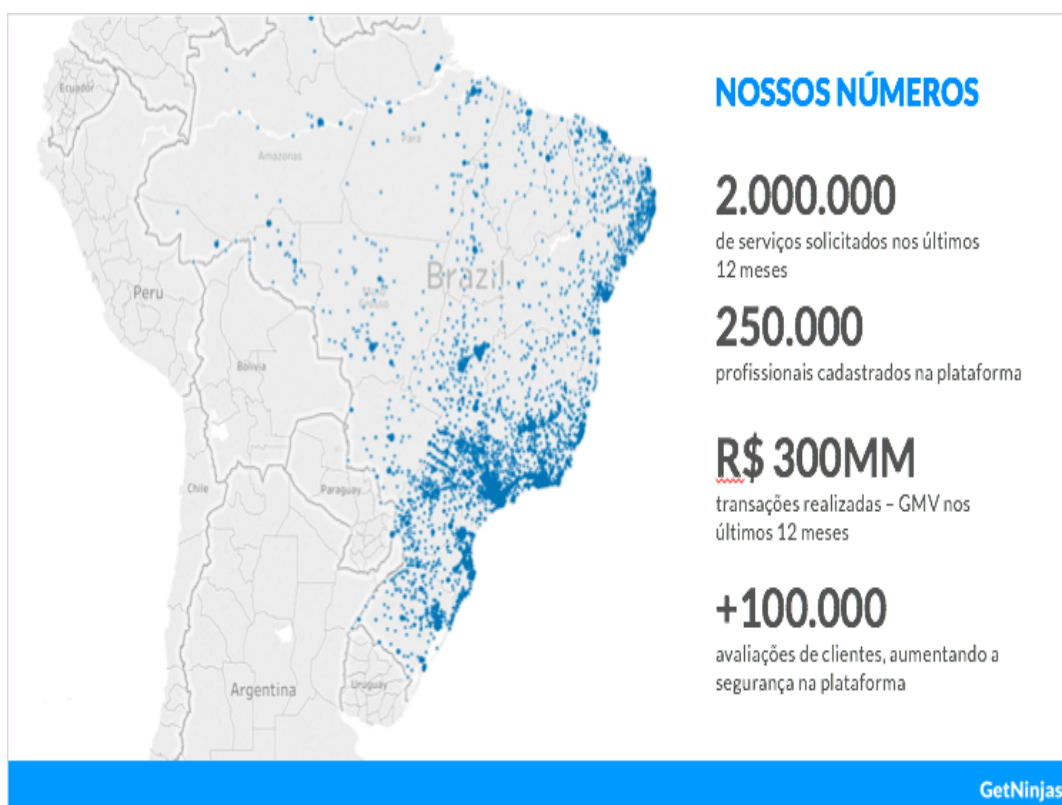 Ecuador
Amazonas
Pará
Brazil
Mato
Grosso
Peru
Bolivia
Chile
Paraguay
Uruguay
Argentina
NOSSOS NÚMEROS
2.000.000
de serviços solicitados nos últimos
12 meses
250.000
profissionais cadastrados na plataforma
R$ 300MM
transações realizadas – GMV nos
últimos 12 meses
+100.000
avaliações de clientes, aumentando a
segurança na plataforma
GetNinjas